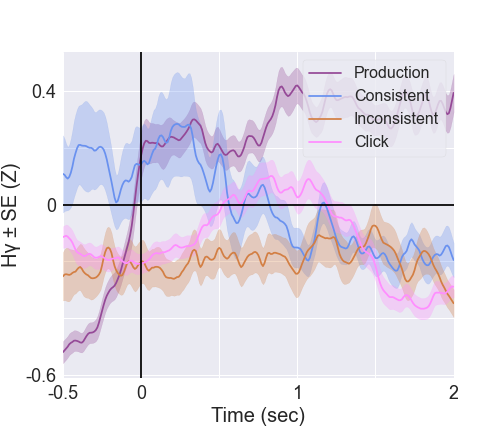 Production
Consistent
Inconsistent
Click
Hγ ± SE (Z)
0.4
0
-0.6
-0.5 0 1 2
Time (sec)